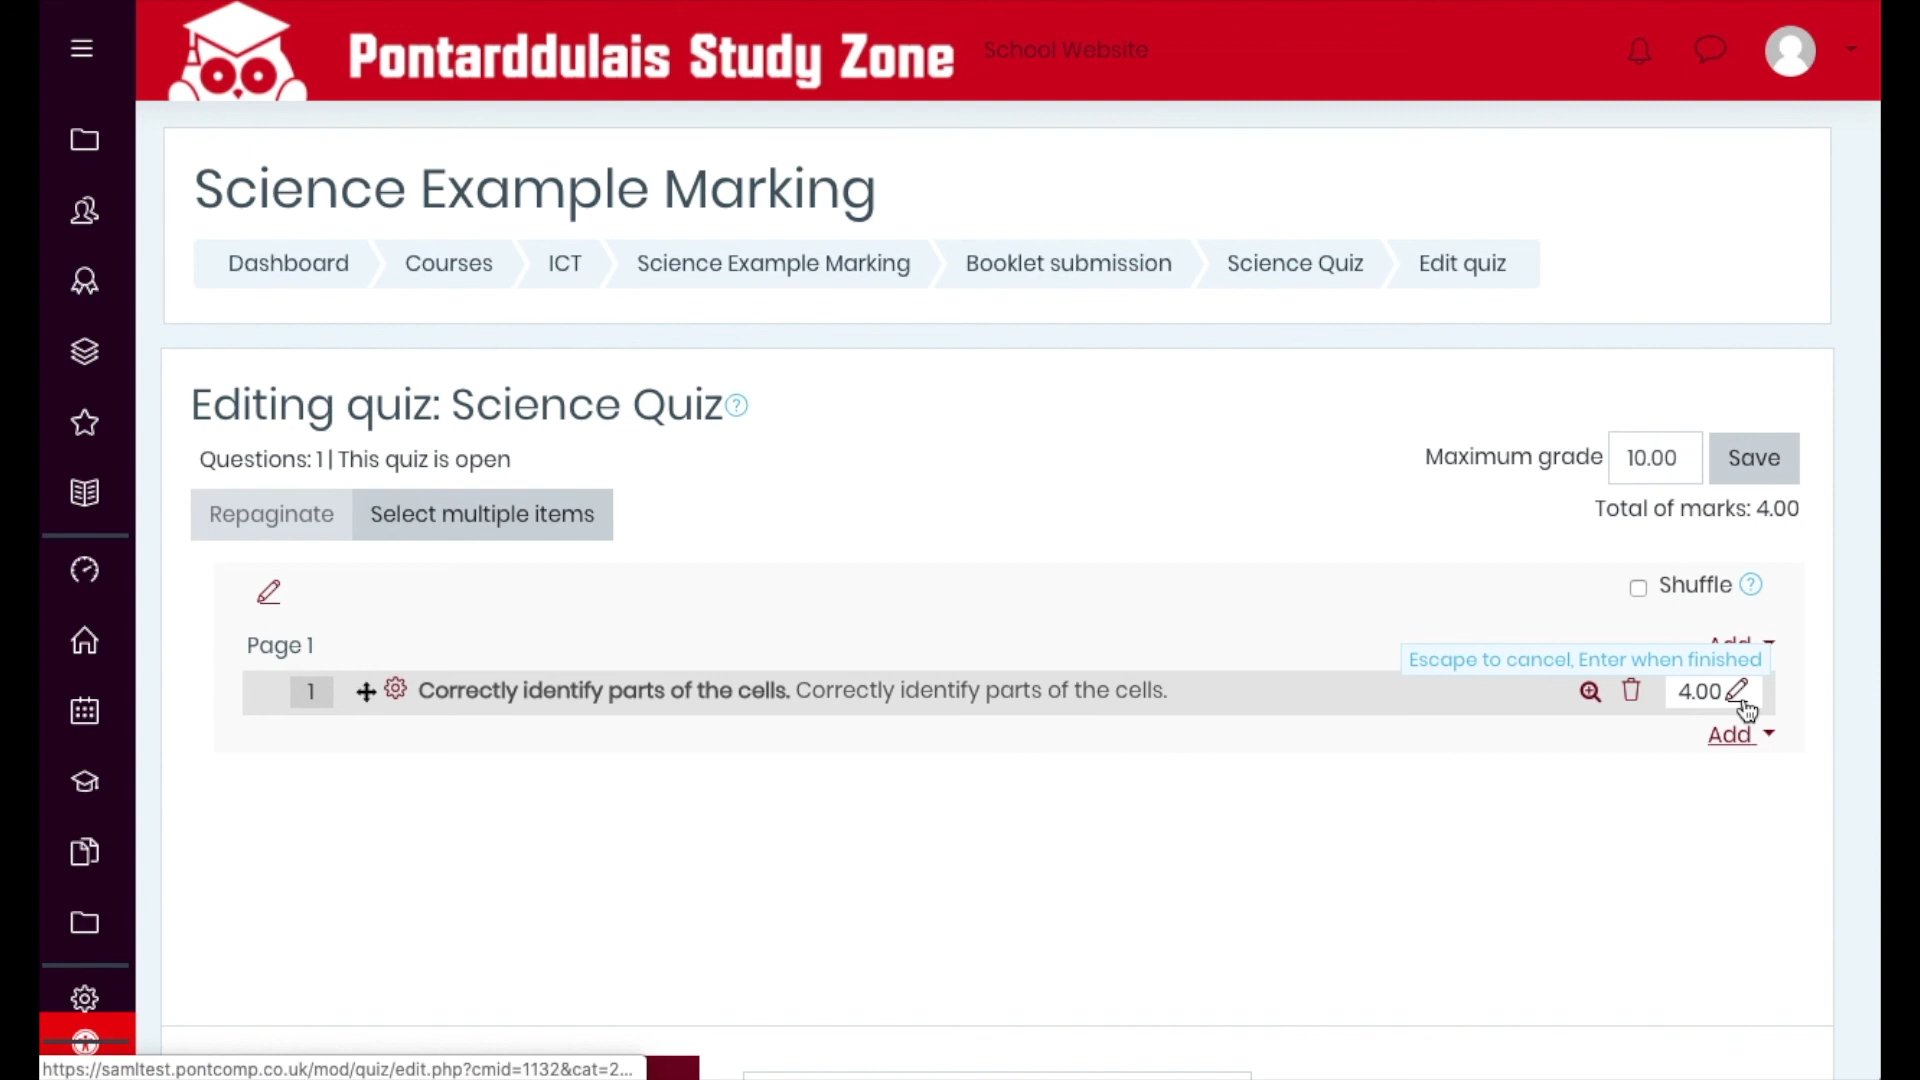 Pontarddulais Study Zone
School Website
Science Example Marking
Dashboard
Courses
ICT
Science Example Marking
Booklet submission
Science Quiz
Edit quiz
Editing quiz: Science Quiz
Questions: 1 | This quiz is open
Maximum grade 10.00 Save
Total of marks: 4.00
Repaginate Select multiple items
Shuffle
Page 1
Add
Escape to cancel, Enter when finished
1 Correctly identify parts of the cells. Correctly identify parts of the cells. 4.00
Add
https://samltest.pontcomp.co.uk/mod/quiz/edit.php?cmid=1132&cat=2...